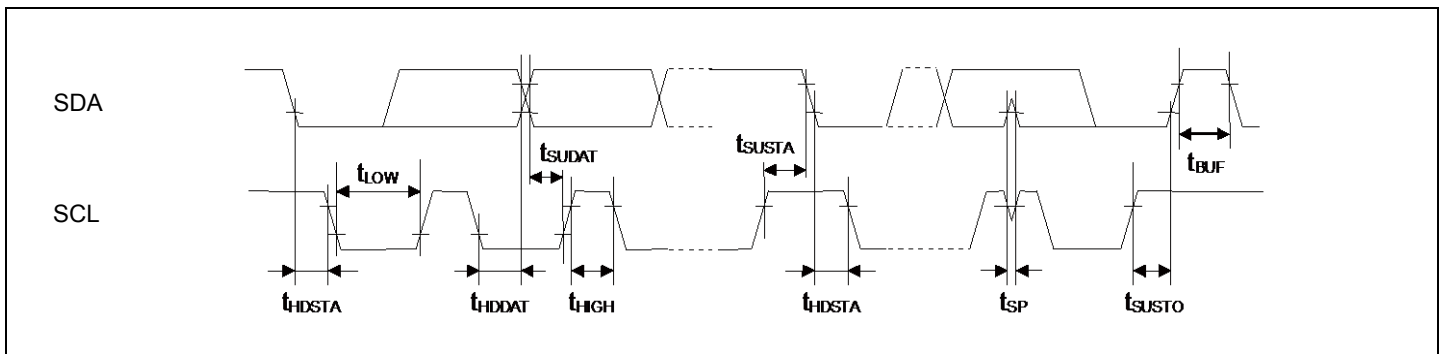 SDA
tSUDAT
tSUSTA
tBUF
tLOW
SCL
tHDSTA
tHDDAT
tHIGH
tHDSTA
tSP
tSUSTO